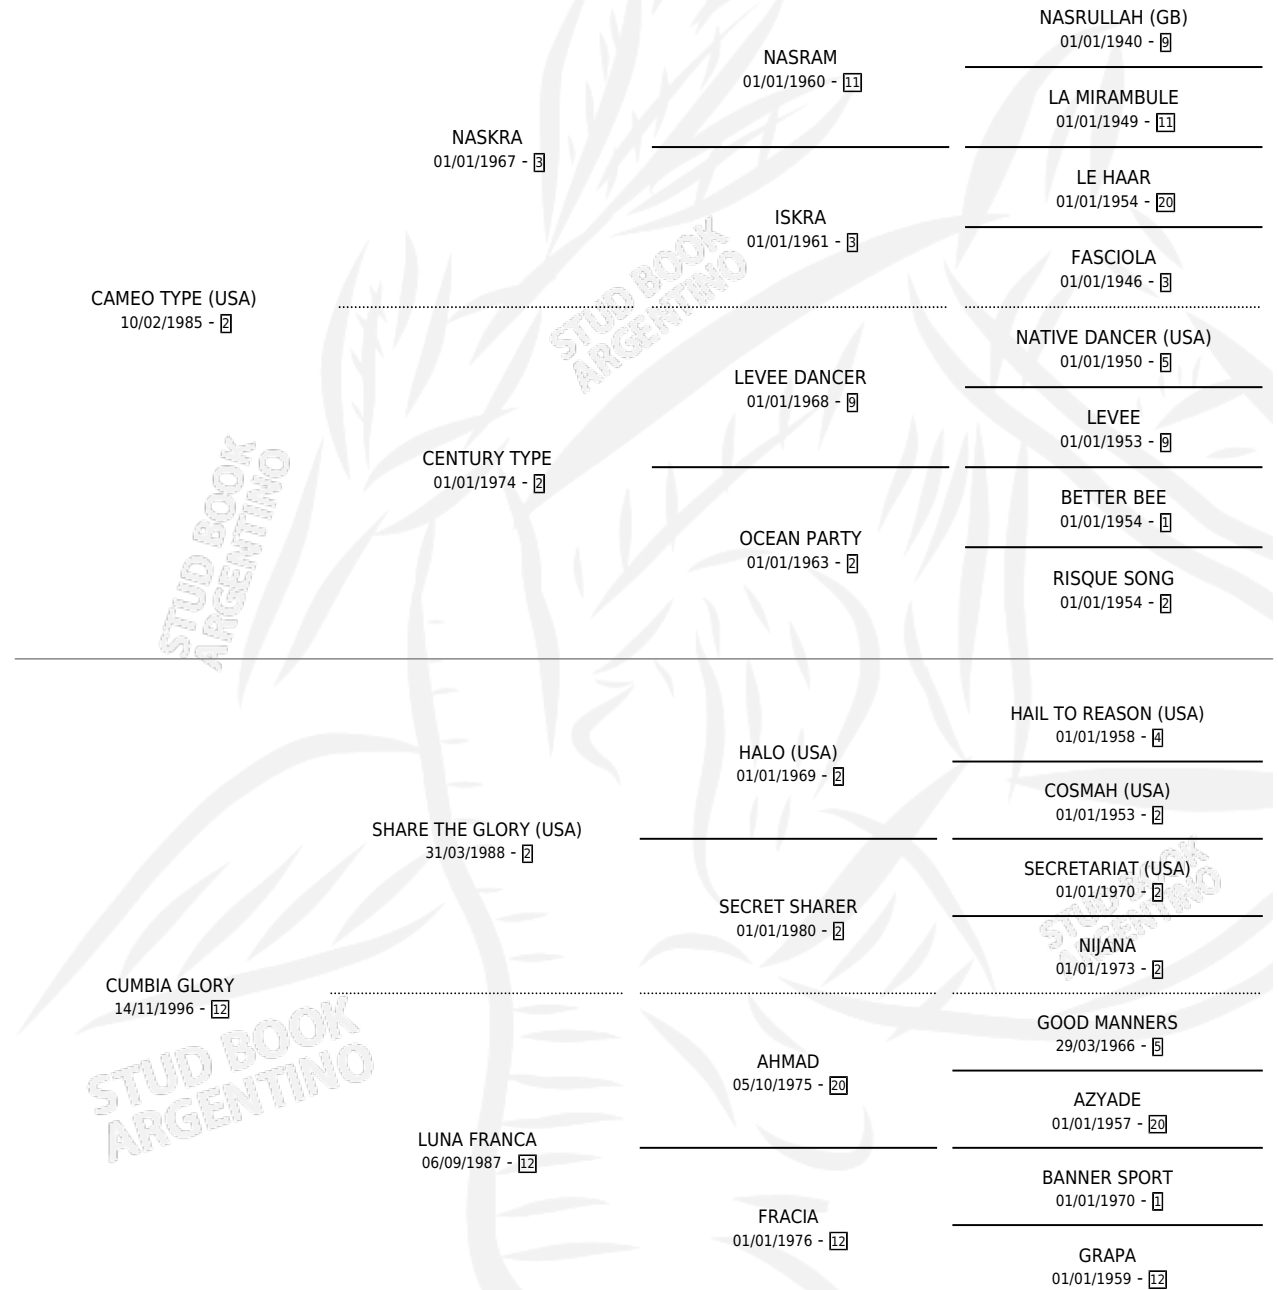 NASRULLAH (GB)
01/01/1940 - 9
NASRAM
01/01/1960 - 11
LA MIRAMBULE
01/01/1949 - 11
NASKRA
01/01/1967 - 3
LE HAAR
01/01/1954 - 20
ISKRA
01/01/1961 - 3
FASCIOLA
01/01/1946 - 3
CAMEO TYPE (USA)
10/02/1985 - 2
STUD BOOK
ARGENTINO
NATIVE DANCER (USA)
01/01/1950 - 5
LEVEE DANCER
01/01/1968 - 9
LEVEE
01/01/1953 - 9
CENTURY TYPE
01/01/1974 - 2
BETTER BEE
01/01/1954 - 1
OCEAN PARTY
01/01/1963 - 2
RISQUE SONG
01/01/1954 - 2
STUD BOOK
ARGENTINO
HAIL TO REASON (USA)
01/01/1958 - 4
HALO (USA)
01/01/1969 - 2
COSMAH (USA)
01/01/1953 - 2
SHARE THE GLORY (USA)
31/03/1988 - 2
SECRETARIAT (USA)
01/01/1970 - 2
SECRET SHARER
01/01/1980 - 2
STUD BOOK
ARGENTINO
NIJANA
01/01/1973 - 2
CUMBIA GLORY
14/11/1996 - 12
STUD BOOK
ARGENTINO
GOOD MANNERS
29/03/1966 - 5
AHMAD
05/10/1975 - 20
AZYADE
01/01/1957 - 20
LUNA FRANCA
06/09/1987 - 12
BANNER SPORT
01/01/1970 - 1
FRACIA
01/01/1976 - 12
GRAPA
01/01/1959 - 12